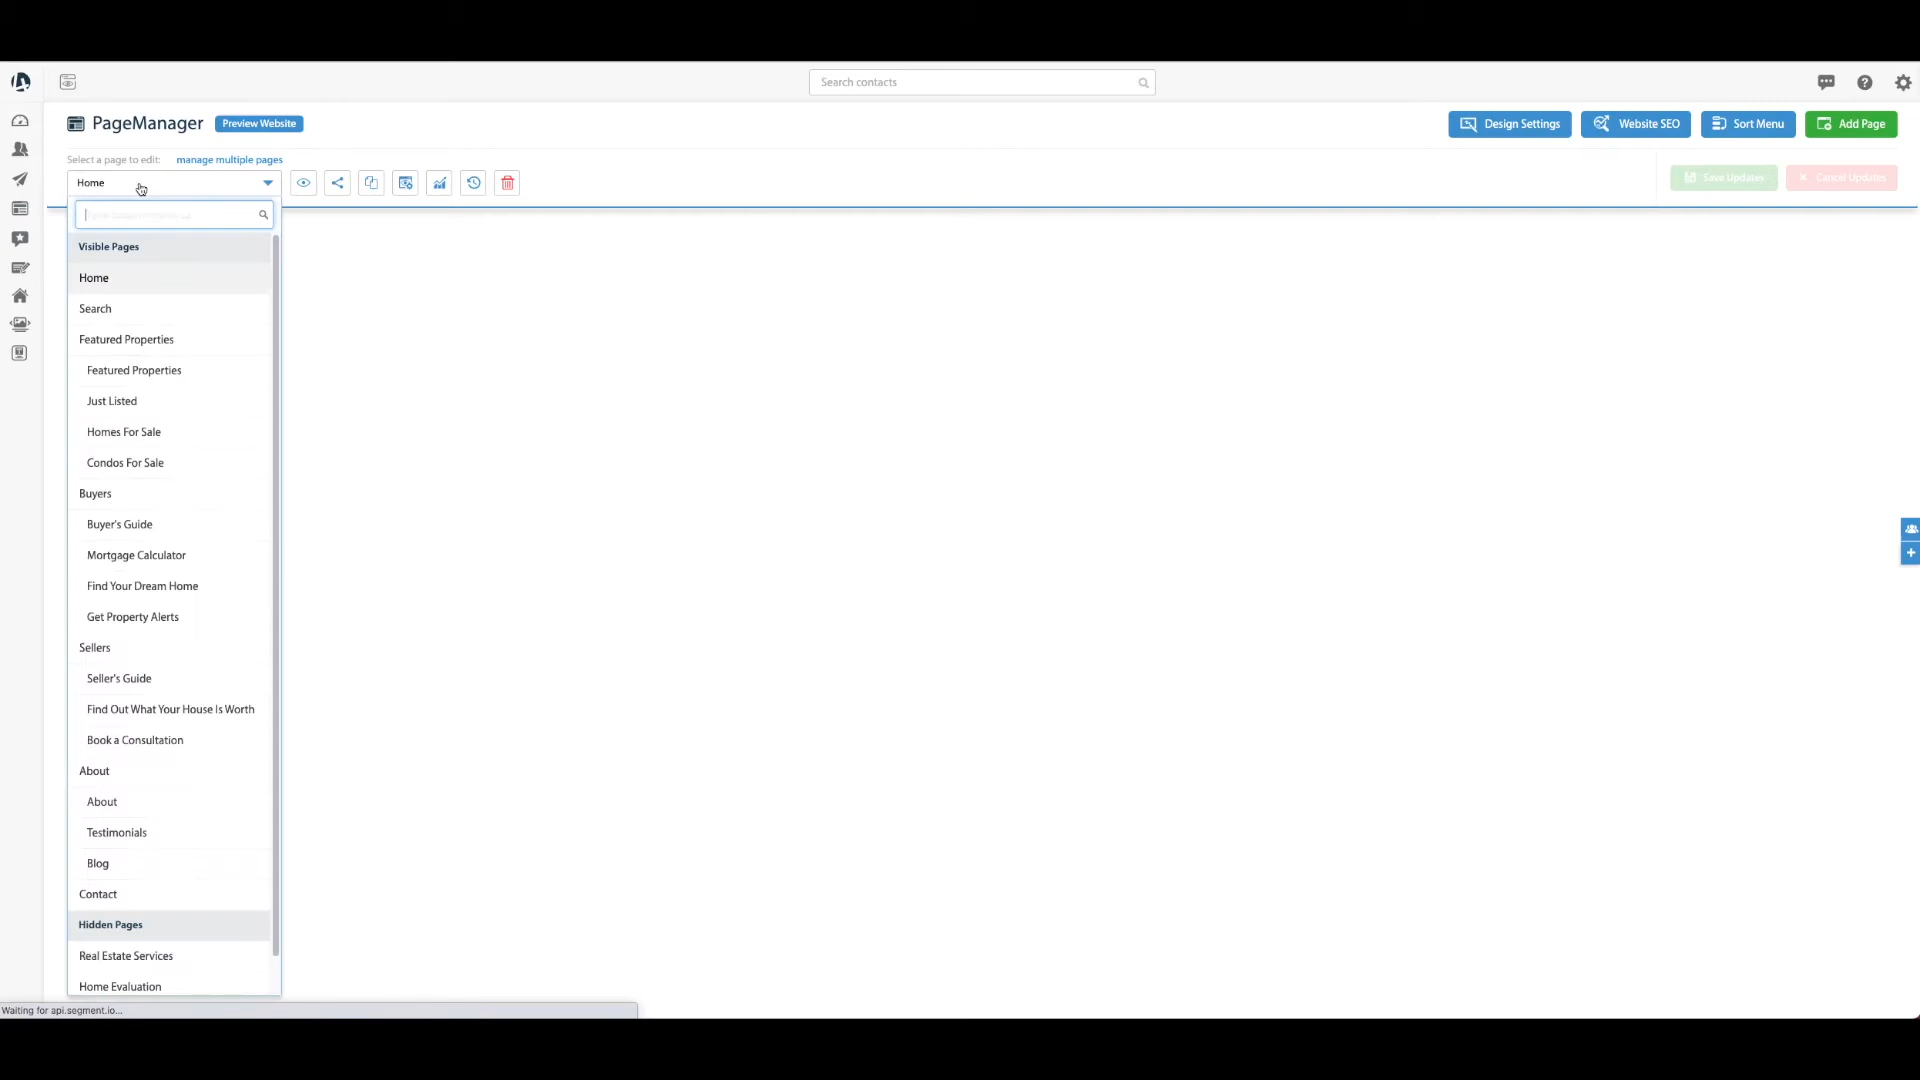 Search contacts
PageManager
Preview Website
Design Settings
Website SEO
Sort Menu
Add Page
Select a page to edit:
manage multiple pages
Home
Save Updates
Cancel Updates
Visible Pages
Home
Search
Featured Properties
Featured Properties
Just Listed
Homes For Sale
Condos For Sale
Buyers
Buyer's Guide
Mortgage Calculator
Find Your Dream Home
Get Property Alerts
Sellers
Seller's Guide
Find Out What Your House Is Worth
Book a Consultation
About
About
Testimonials
Blog
Contact
Hidden Pages
Real Estate Services
Home Evaluation
Waiting for api.segment.io...